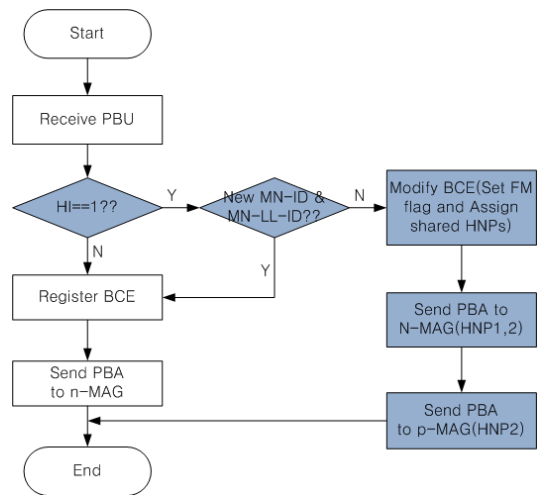 Start
Receive PBU
HI==1??
Y
New MN-ID &
MN-LL-ID??
N
Modify BCE(Set FM
flag and Assign
shared HNPs)
N
Y
Register BCE
Send PBA to
N-MAG(HNP1,2)
Send PBA
to n-MAG
Send PBA
to p-MAG(HNP2)
End